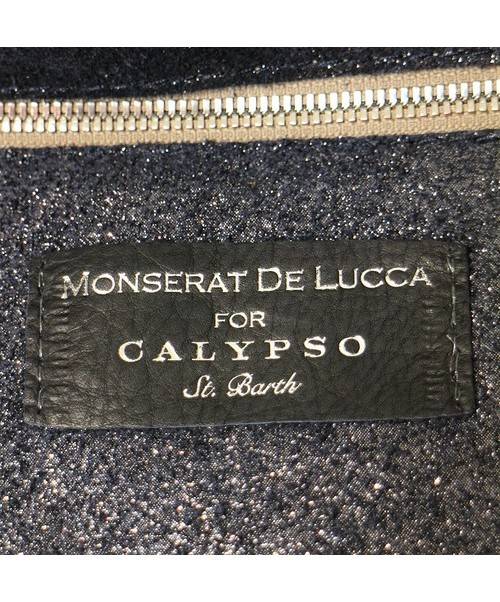 MONSERAT DE LUCCA
FOR
CALYPSO
St. Barth